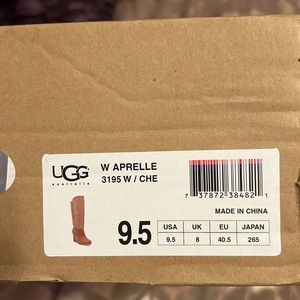 UGG
australia
W APRELLE
3195 W / CHE
7 37872 38482 1
MADE IN CHINA
9.5
USA UK EU JAPAN
9.5 8 40.5 265